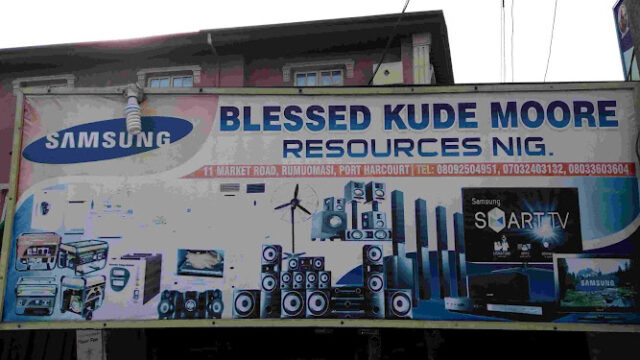 SAMSUNG
BLESSED KUDE MOORE
RESOURCES NIG.
11 MARKET ROAD, RUMUOMASI, PORT HARCOURT | TEL: 08092504951, 07032403132, 08033603604
Samsung
SMART TV
SAMSUNG